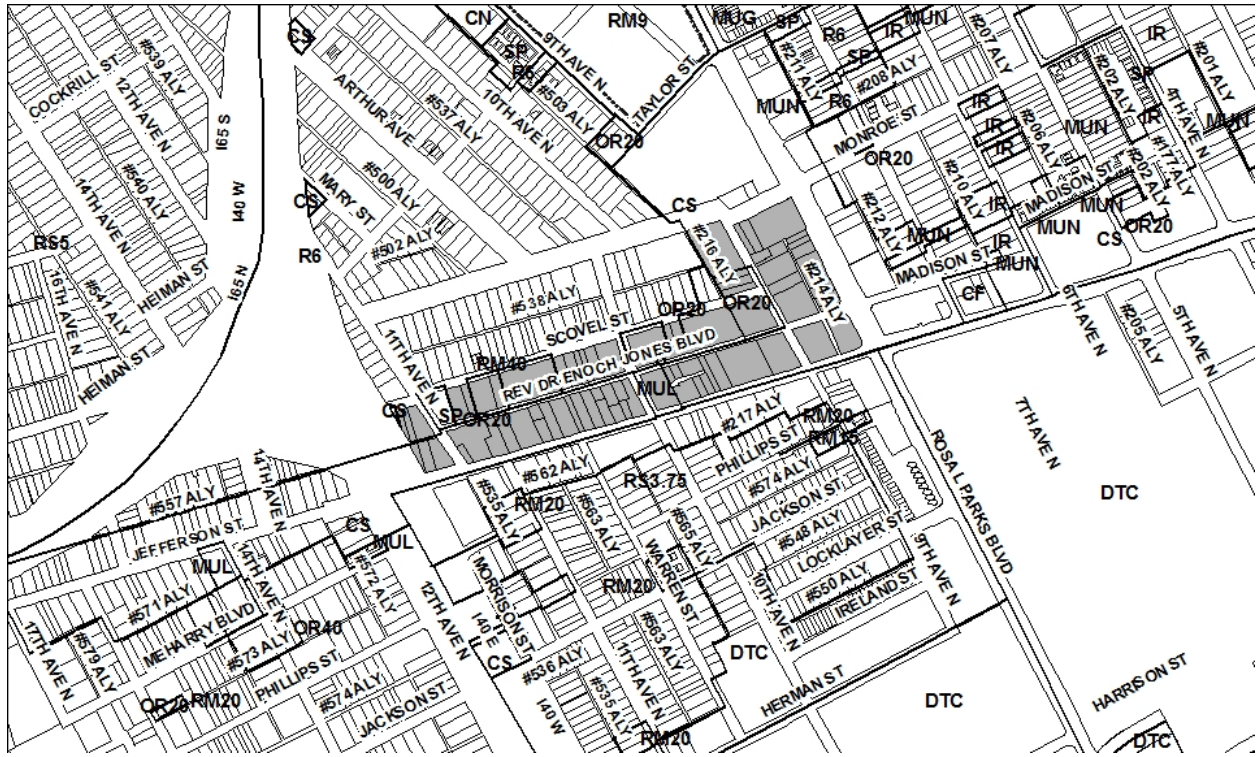 CS
CN
RM9
MUG
SP
MUN
R6
IR
#207 ALY
IR
#539 ALY
COCKRILL ST
12TH AVE N
9TH AVE N
SP
R6
#503 ALY
TAYLOR ST
#211 ALY
R6
SP
#208 ALY
#202 ALY
SP
#201 ALY
4TH AVE N
I65 S
ARTHUR AVE
#537 ALY
10TH AVE N
OR20
MUN
MONROE ST
IR
IR
IR
#206 ALY
MUN
IR
MUN
#177 ALY
#202 ALY
#540 ALY
14TH AVE N
I40 W
#500 ALY
MARY ST
CS
OR20
#212 ALY
#210 ALY
MADISON ST
IR
MUN
MUN
OR20
CS
RS5
16TH AVE N
#541 ALY
HEIMAN ST
I65 N
R6
#502 ALY
CS
#216 ALY
#214 ALY
MUN
MADISON ST
IR
MUN
CF
#538 ALY
SCOVEL ST
OR20
OR20
6TH AVE N
#205 ALY
5TH AVE N
HEIMAN ST
11TH AVE N
RM40
REV DR ENOCH JONES BLVD
MUL
CS
SP
OR20
#217 ALY
RM20
RM15
ROSA L PARKS BLVD
7TH AVE N
14TH AVE N
#557 ALY
JEFFERSON ST
#562 ALY
#535 ALY
RM20
#563 ALY
RS3.75
PHILLIPS ST
#574 ALY
JACKSON ST
#565 ALY
#548 ALY
LOCKLAYER ST
DTC
CS
MUL
#572 ALY
MUL
14TH AVE N
#571 ALY
MEHARRY BLVD
12TH AVE N
MORRISON ST
I40 E
WARREN ST
RM20
10TH AVE N
#550 ALY
IRELAND ST
9TH AVE N
17TH AVE N
#579 ALY
OR40
#573 ALY
PHILLIPS ST
#574 ALY
JACKSON ST
CS
#536 ALY
I40 W
#535 ALY
11TH AVE N
#563 ALY
DTC
HERMAN ST
DTC
HARRISON ST
OR20
RM20
RM20
DTC